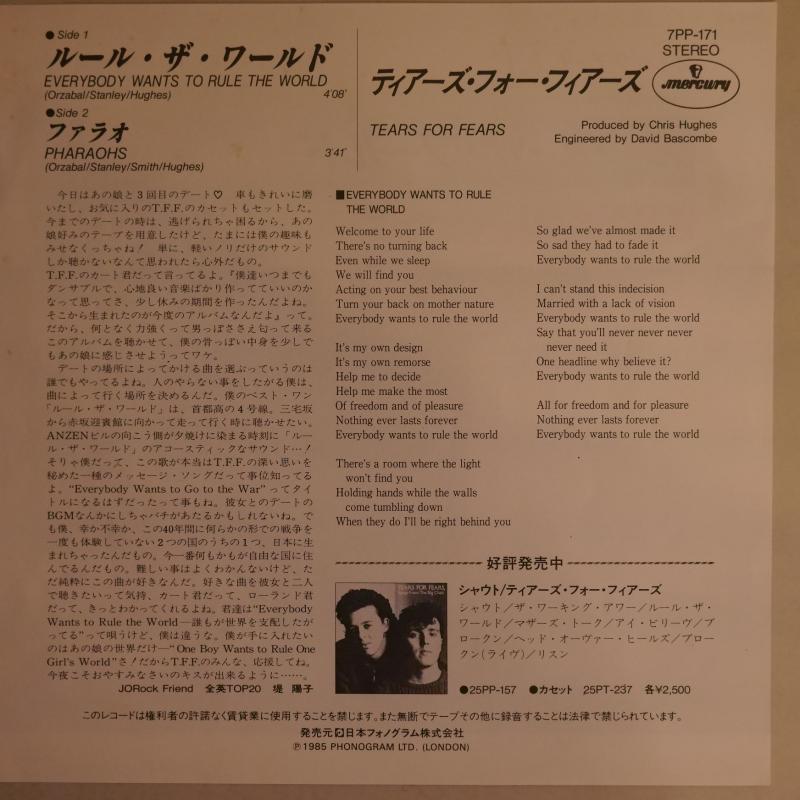 ● Side 1
ルール・ザ・ワールド
EVERYBODY WANTS TO RULE THE WORLD
(Orzabal/Stanley/Hughes) 4'08"
●Side 2
ファラオ
PHARAOHS 3'41"
(Orzabal/Stanley/Smith/Hughes)
ティアーズ・フォー・フィアーズ
TEARS FOR FEARS
7PP-171
STEREO
mercury
Produced by Chris Hughes
Engineered by David Bascombe
今日はあの娘と3回目のデート♡　車もきれいに磨
いたし、お気に入りのT.F.F.のカセットもセットした。
今までのデートの時は、逃げられちゃ困るから、あの
娘好みのテープを用意したけど、たまには僕の趣味も
みせなくっちゃね！　単に、軽いノリだけのサウンド
しか聴かないなんて思われたら心外だもの。
T.F.F.のカート君だって言ってるよ。『僕達いつまでも
ダンサブルで、心地良い音楽ばかり作ってていいのか
なって思ってさ、少し休みの期間を作ったんだよね。
そこから生まれたのが今度のアルバムなんだよ』って。
だから、何となく力強くって男っぽささえ匂って来る
このアルバムを聴かせて、僕の骨っぽい中身を少しで
もあの娘に感じさせようってワケ。
デートの場所によってかける曲を選ぶっていうのは
誰でもやってるよね。人のやらない事をしたがる僕は、
曲によって行く場所を決めるんだ。僕のベスト・ワン
「ルール・ザ・ワールド」は、首都高の4号線。三宅坂
から赤坂迎賓館に向かって走って行く時に聴かせたい。
ANZENビルの向こう側が夕焼けに染まる時刻に「ルー
ル・ザ・ワールド」のアコースティックなサウンド…！
そりゃ僕だって、この歌が本当はT.F.F.の深い思いを
秘めた一種のメッセージ・ソングだって事位知ってる
よ。“Everybody Wants to Go to the War”ってタイ
トルになるはずだったって事もね。彼女とのデートの
BGMなんかにしちゃバチがあたるかもしれないね。で
も僕、幸か不幸か、この40年間に何らかの形での戦争を
一度も体験していない2つの国のうちの1つ、日本に生
まれちゃったんだもの。今一番何もかもが自由な国に住
んでるんだもの。難しい事はよくわかんないけど、た
だ純粋にこの曲が好きなんだ。好きな曲を彼女と二人
で聴きたいって気持、カート君だって、ローランド君
だって、きっとわかってくれるよね。君達は“Everybody
Wants to Rule the World―誰もが世界を支配したが
ってる”って唄うけど、僕は違うな。僕が手に入れたい
のはあの娘の世界だけ―“One Boy Wants to Rule One
Girl's World”さ！だからT.F.F.のみんな、応援してね。
今夜こそおやすみなさいのキスが出来るように……。
JORock Friend　全英TOP20　堤　陽子
■EVERYBODY WANTS TO RULE
THE WORLD
Welcome to your life
There's no turning back
Even while we sleep
We will find you
Acting on your best behaviour
Turn your back on mother nature
Everybody wants to rule the world
It's my own design
It's my own remorse
Help me to decide
Help me make the most
Of freedom and of pleasure
Nothing ever lasts forever
Everybody wants to rule the world
There's a room where the light
won't find you
Holding hands while the walls
come tumbling down
When they do I'll be right behind you
So glad we've almost made it
So sad they had to fade it
Everybody wants to rule the world
I can't stand this indecision
Married with a lack of vision
Everybody wants to rule the world
Say that you'll never never never
never need it
One headline why believe it?
Everybody wants to rule the world
All for freedom and for pleasure
Nothing ever lasts forever
Everybody wants to rule the world
好評発売中
TEARS FOR FEARS
Songs From The Big Chair
シャウト/ティアーズ・フォー・フィアーズ
シャウト／ザ・ワーキング・アワー／ルール・ザ・
ワールド／マザーズ・トーク／アイ・ビリーヴ／ブ
ロークン／ヘッド・オーヴァー・ヒールズ／ブロー
クン(ライヴ)／リスン
●25PP-157　●カセット　25PT-237　各¥2,500
このレコードは権利者の許諾なく賃貸業に使用することを禁じます。また無断でテープその他に録音することは法律で禁じられています。
発売元 日本フォノグラム株式会社
Ⓟ1985 PHONOGRAM LTD. (LONDON)